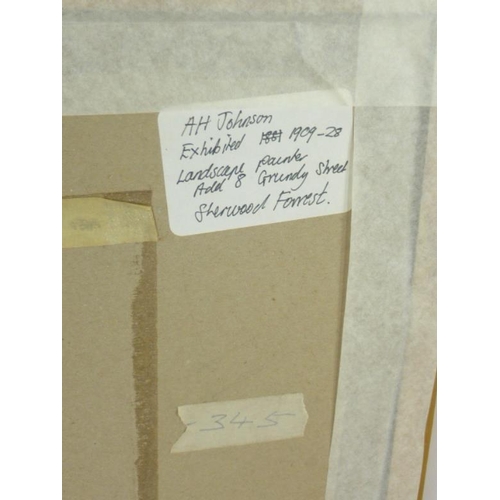 AH Johnson
Exhibited 1881 1909-28
Landscape painter
Add 8 Grundy Street
Sherwood Forrest.
345